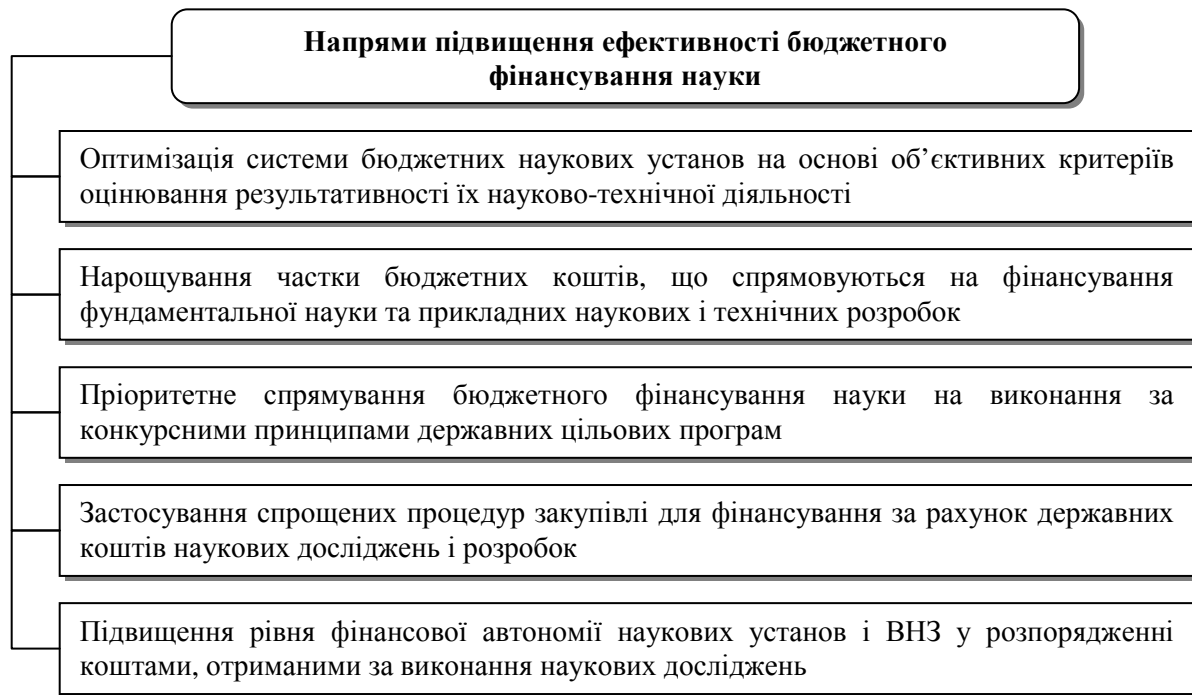 Напрями підвищення ефективності бюджетного
фінансування науки
Оптимізація системи бюджетних наукових установ на основі об’єктивних критеріїв
оцінювання результативності їх науково-технічної діяльності
Нарощування частки бюджетних коштів, що спрямовуються на фінансування
фундаментальної науки та прикладних наукових і технічних розробок
Пріоритетне спрямування бюджетного фінансування науки на виконання за
конкурсними принципами державних цільових програм
Застосування спрощених процедур закупівлі для фінансування за рахунок державних
коштів наукових досліджень і розробок
Підвищення рівня фінансової автономії наукових установ і ВНЗ у розпорядженні
коштами, отриманими за виконання наукових досліджень